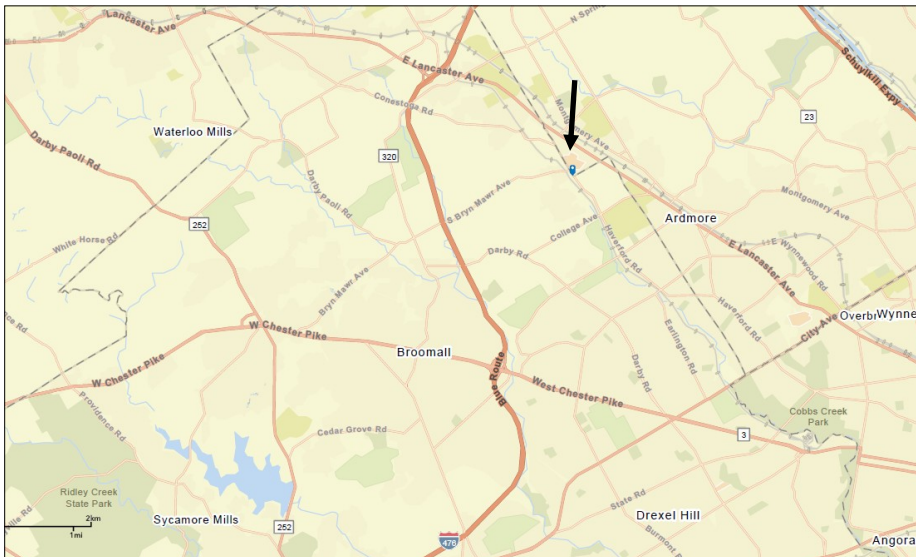 Lancaster Ave
N Spring
E Lancaster Ave
Schuylkill Expy
Conestoga Rd
Montgomery Ave
23
Waterloo Mills
Darby Paoli Rd
320
Darby Paoli Rd
S Bryn Mawr Ave
Montgomery Ave
252
College Ave
Ardmore
White Horse Rd
Darby Rd
Haverford Rd
E Lancaster Ave
E Wynnewood Rd
Bryn Mawr Ave
Haverford Rd
Earlington Rd
City Ave
Overbr
Wynne
W Chester Pike
Broomall
W Chester Pike
Blue Route
West Chester Pike
Darby Rd
Providence Rd
Cobbs Creek
Park
Cedar Grove Rd
3
Ridley Creek
State Park
State Rd
2km
1mi
Sycamore Mills
252
Drexel Hill
Burmont
476
Angora